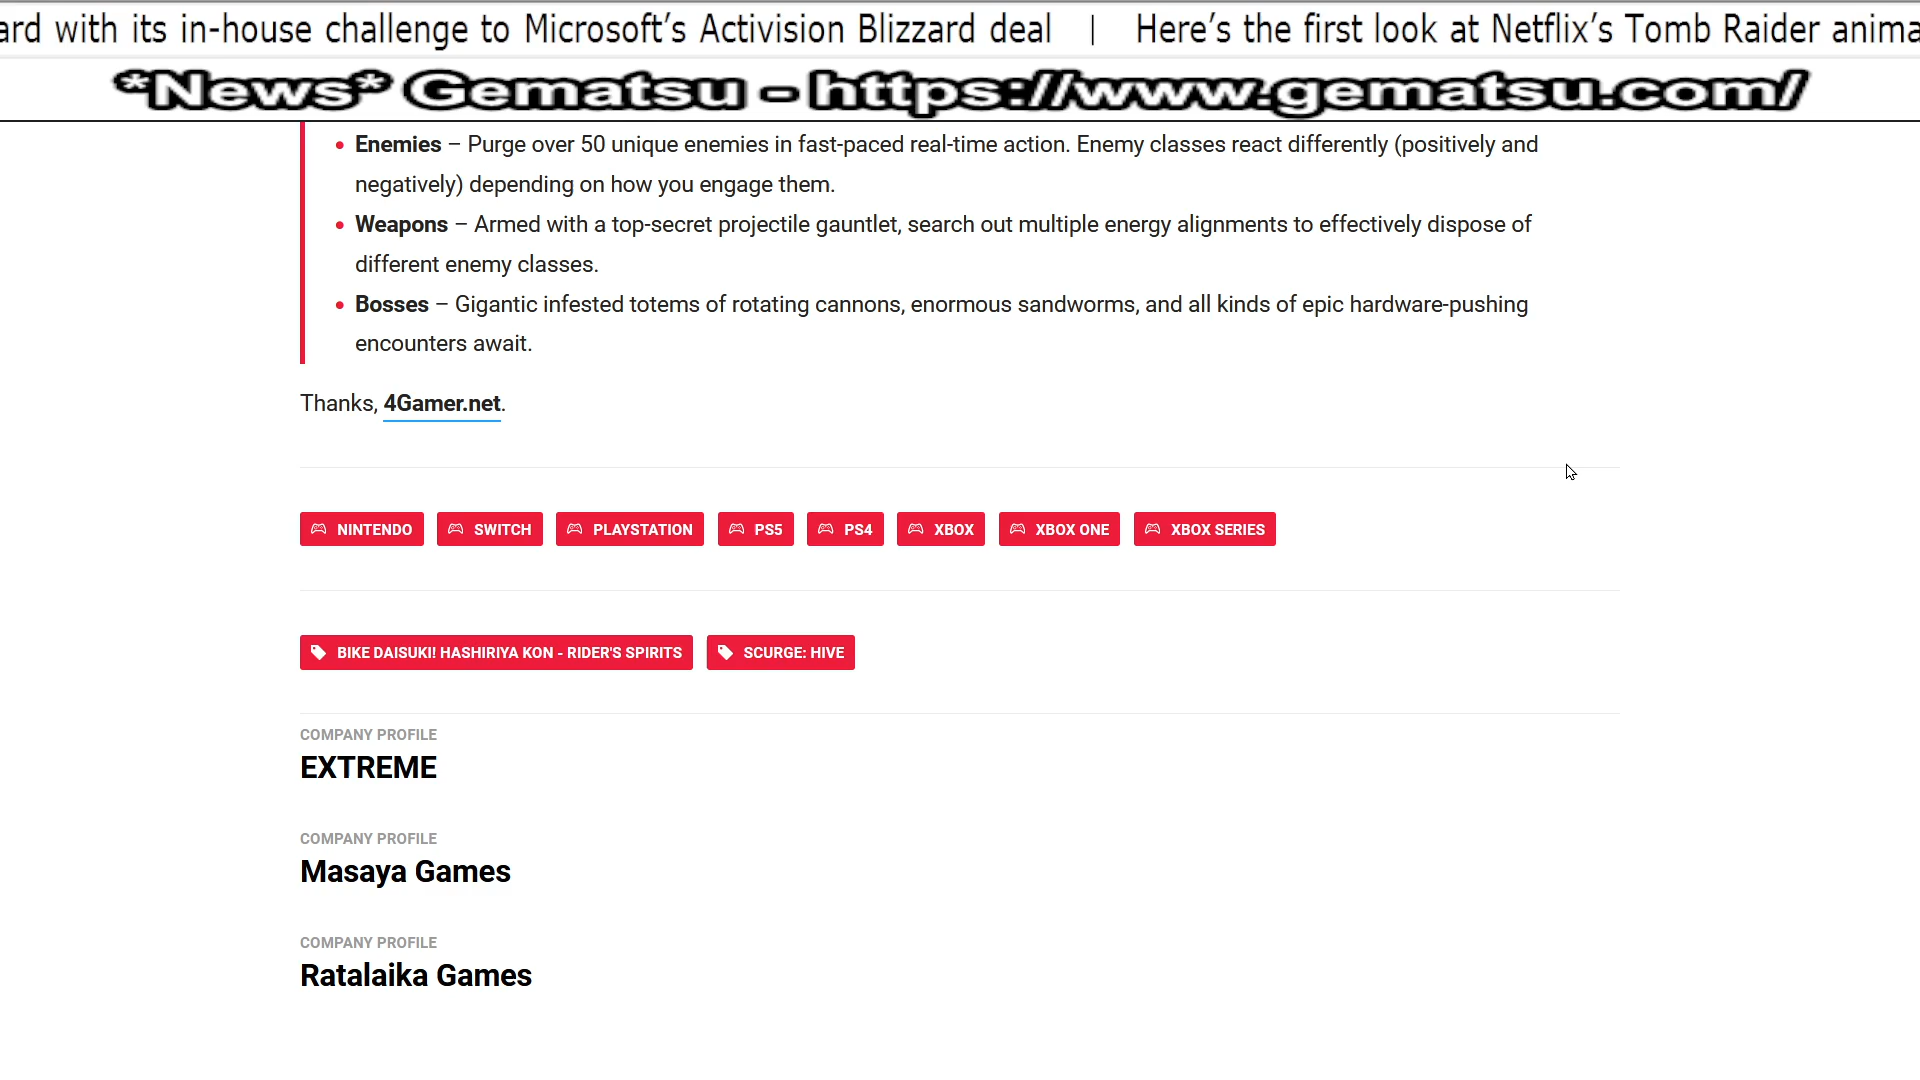 ard with its in-house challenge to Microsoft’s Activision Blizzard deal | Here’s the first look at Netflix’s Tomb Raider anima
*News* Gematsu - https://www.gematsu.com/
• Enemies – Purge over 50 unique enemies in fast-paced real-time action. Enemy classes react differently (positively and
negatively) depending on how you engage them.
• Weapons – Armed with a top-secret projectile gauntlet, search out multiple energy alignments to effectively dispose of
different enemy classes.
• Bosses – Gigantic infested totems of rotating cannons, enormous sandworms, and all kinds of epic hardware-pushing
encounters await.
Thanks, 4Gamer.net.
NINTENDO SWITCH PLAYSTATION PS5 PS4 XBOX XBOX ONE XBOX SERIES
BIKE DAISUKI! HASHIRIYA KON - RIDER'S SPIRITS SCURGE: HIVE
COMPANY PROFILE
EXTREME
COMPANY PROFILE
Masaya Games
COMPANY PROFILE
Ratalaika Games